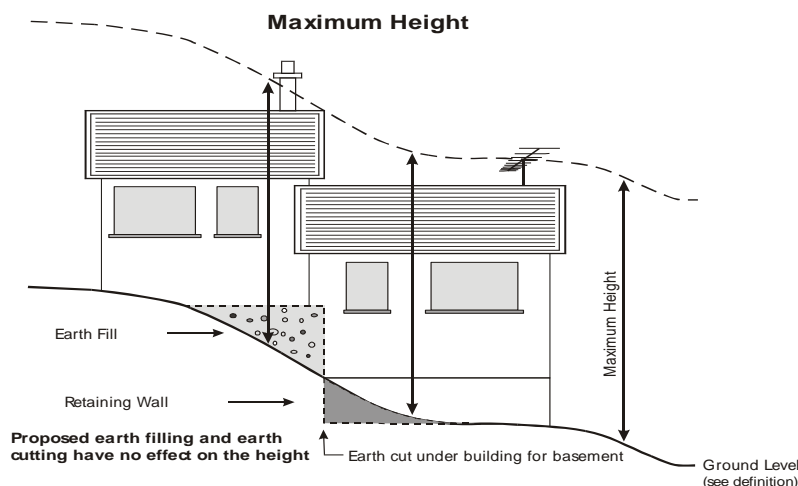 Maximum Height
Maximum Height
Earth Fill
Retaining Wall
Proposed earth filling and earth
cutting have no effect on the height
Earth cut under building for basement
Ground Level
(see definition)